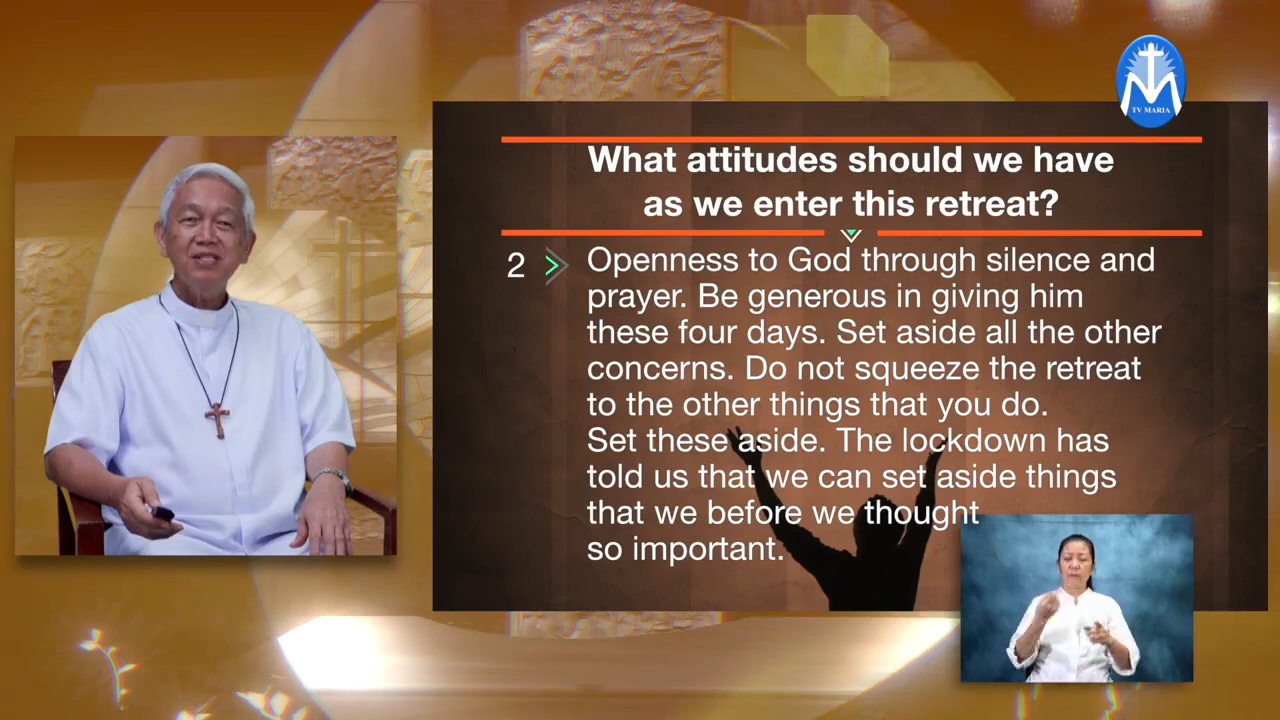 TV MARIA
What attitudes should we have
as we enter this retreat?
2
Openness to God through silence and
prayer. Be generous in giving him
these four days. Set aside all the other
concerns. Do not squeeze the retreat
to the other things that you do.
Set these aside. The lockdown has
told us that we can set aside things
that we before we thought
so important.